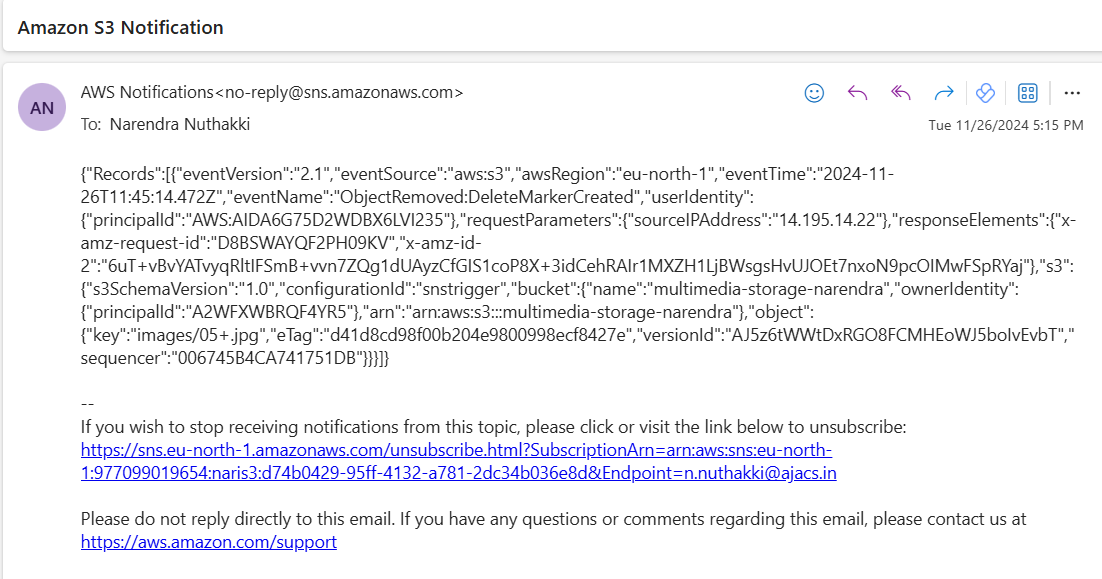 Amazon S3 Notification
AN
AWS Notifications<no-reply@sns.amazonaws.com>
To: Narendra Nuthakki
Tue 11/26/2024 5:15 PM
{"Records":[{"eventVersion":"2.1","eventSource":"aws:s3","awsRegion":"eu-north-1","eventTime":"2024-11-
26T11:45:14.472Z","eventName":"ObjectRemoved:DeleteMarkerCreated","userIdentity":
{"principalId":"AWS:AIDA6G75D2WDBX6LVI235"},"requestParameters":{"sourceIPAddress":"14.195.14.22"},"responseElements":{"x-
amz-request-id":"D8BSWAYQF2PH09KV","x-amz-id-
2":"6uT+vBvYATvyqRltIFSmB+vvn7ZQg1dUAyzCfGIS1coP8X+3idCehRAIr1MXZH1LjBWsgsHvUJOEt7nxoN9pcOIMwFSpRYaj"},"s3":
{"s3SchemaVersion":"1.0","configurationId":"snstrigger","bucket":{"name":"multimedia-storage-narendra","ownerIdentity":
{"principalId":"A2WFXWBRQF4YR5"},"arn":"arn:aws:s3:::multimedia-storage-narendra"},"object":
{"key":"images/05+.jpg","eTag":"d41d8cd98f00b204e9800998ecf8427e","versionId":"AJ5z6tWWtDxRGO8FCMHEoWJ5boIvEvbT","
sequencer":"006745B4CA741751DB"}}}]}
--
If you wish to stop receiving notifications from this topic, please click or visit the link below to unsubscribe:
https://sns.eu-north-1.amazonaws.com/unsubscribe.html?SubscriptionArn=arn:aws:sns:eu-north-
1:977099019654:naris3:d74b0429-95ff-4132-a781-2dc34b036e8d&Endpoint=n.nuthakki@ajacs.in
Please do not reply directly to this email. If you have any questions or comments regarding this email, please contact us at
https://aws.amazon.com/support